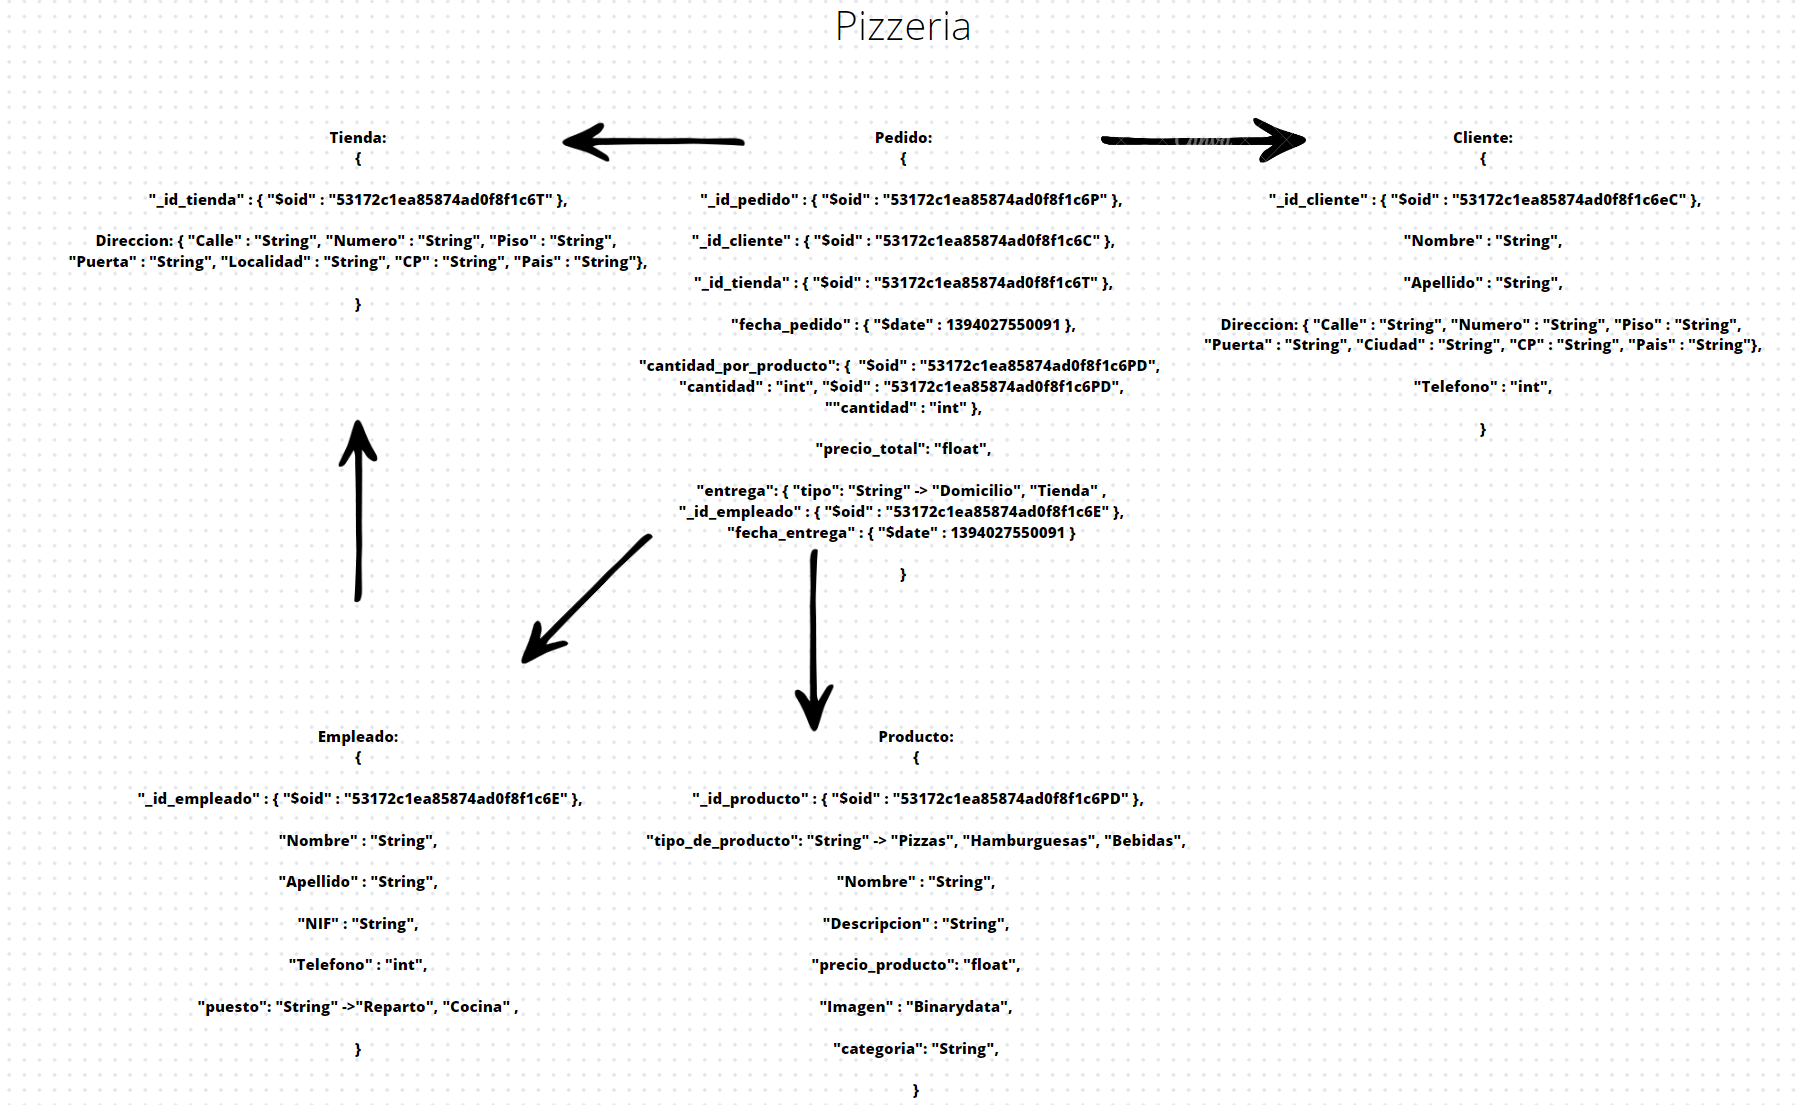 Pizzeria
Tienda:
{
"_id_tienda" : { "$oid" : "53172c1ea85874ad0f8f1c6T" },
Direccion: { "Calle" : "String", "Numero" : "String", "Piso" : "String",
"Puerta" : "String", "Localidad" : "String", "CP" : "String", "Pais" : "String"},
}
Pedido:
{
"_id_pedido" : { "$oid" : "53172c1ea85874ad0f8f1c6P" },
"_id_cliente" : { "$oid" : "53172c1ea85874ad0f8f1c6C" },
"_id_tienda" : { "$oid" : "53172c1ea85874ad0f8f1c6T" },
"fecha_pedido" : { "$date" : 1394027550091 },
"cantidad_por_producto": {  "$oid" : "53172c1ea85874ad0f8f1c6PD",
"cantidad" : "int", "$oid" : "53172c1ea85874ad0f8f1c6PD",
""cantidad" : "int" },
"precio_total": "float",
"entrega": { "tipo": "String" -> "Domicilio", "Tienda" ,
"_id_empleado" : { "$oid" : "53172c1ea85874ad0f8f1c6E" },
"fecha_entrega" : { "$date" : 1394027550091 }
}
Cliente:
{
"_id_cliente" : { "$oid" : "53172c1ea85874ad0f8f1c6eC" },
"Nombre" : "String",
"Apellido" : "String",
Direccion: { "Calle" : "String", "Numero" : "String", "Piso" : "String",
"Puerta" : "String", "Ciudad" : "String", "CP" : "String", "Pais" : "String"},
"Telefono" : "int",
}
Empleado:
{
"_id_empleado" : { "$oid" : "53172c1ea85874ad0f8f1c6E" },
"Nombre" : "String",
"Apellido" : "String",
"NIF" : "String",
"Telefono" : "int",
"puesto": "String" ->"Reparto", "Cocina" ,
}
Producto:
{
"_id_producto" : { "$oid" : "53172c1ea85874ad0f8f1c6PD" },
"tipo_de_producto": "String" -> "Pizzas", "Hamburguesas", "Bebidas",
"Nombre" : "String",
"Descripcion" : "String",
"precio_producto": "float",
"Imagen" : "Binarydata",
"categoria": "String",
}